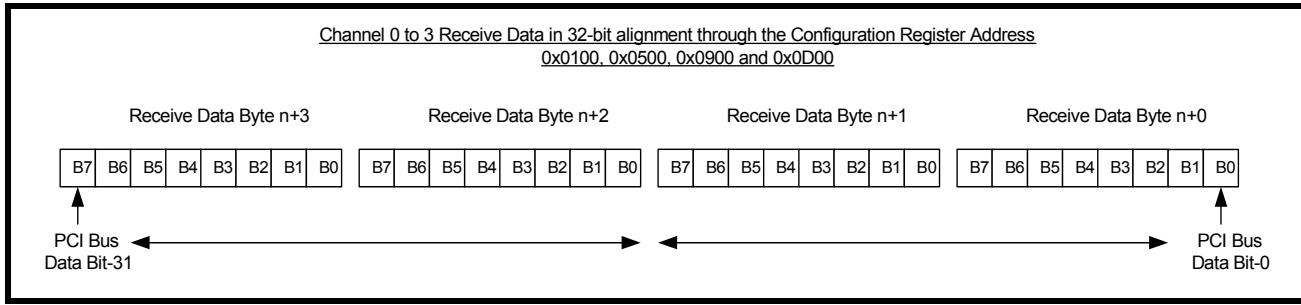 Channel 0 to 3 Receive Data in 32-bit alignment through the Configuration Register Address
0x0100, 0x0500, 0x0900 and 0x0D00
Receive Data Byte n+3 Receive Data Byte n+2 Receive Data Byte n+1 Receive Data Byte n+0
B7 B6 B5 B4 B3 B2 B1 B0 B7 B6 B5 B4 B3 B2 B1 B0 B7 B6 B5 B4 B3 B2 B1 B0 B7 B6 B5 B4 B3 B2 B1 B0
PCI Bus PCI Bus
Data Bit-31 Data Bit-0